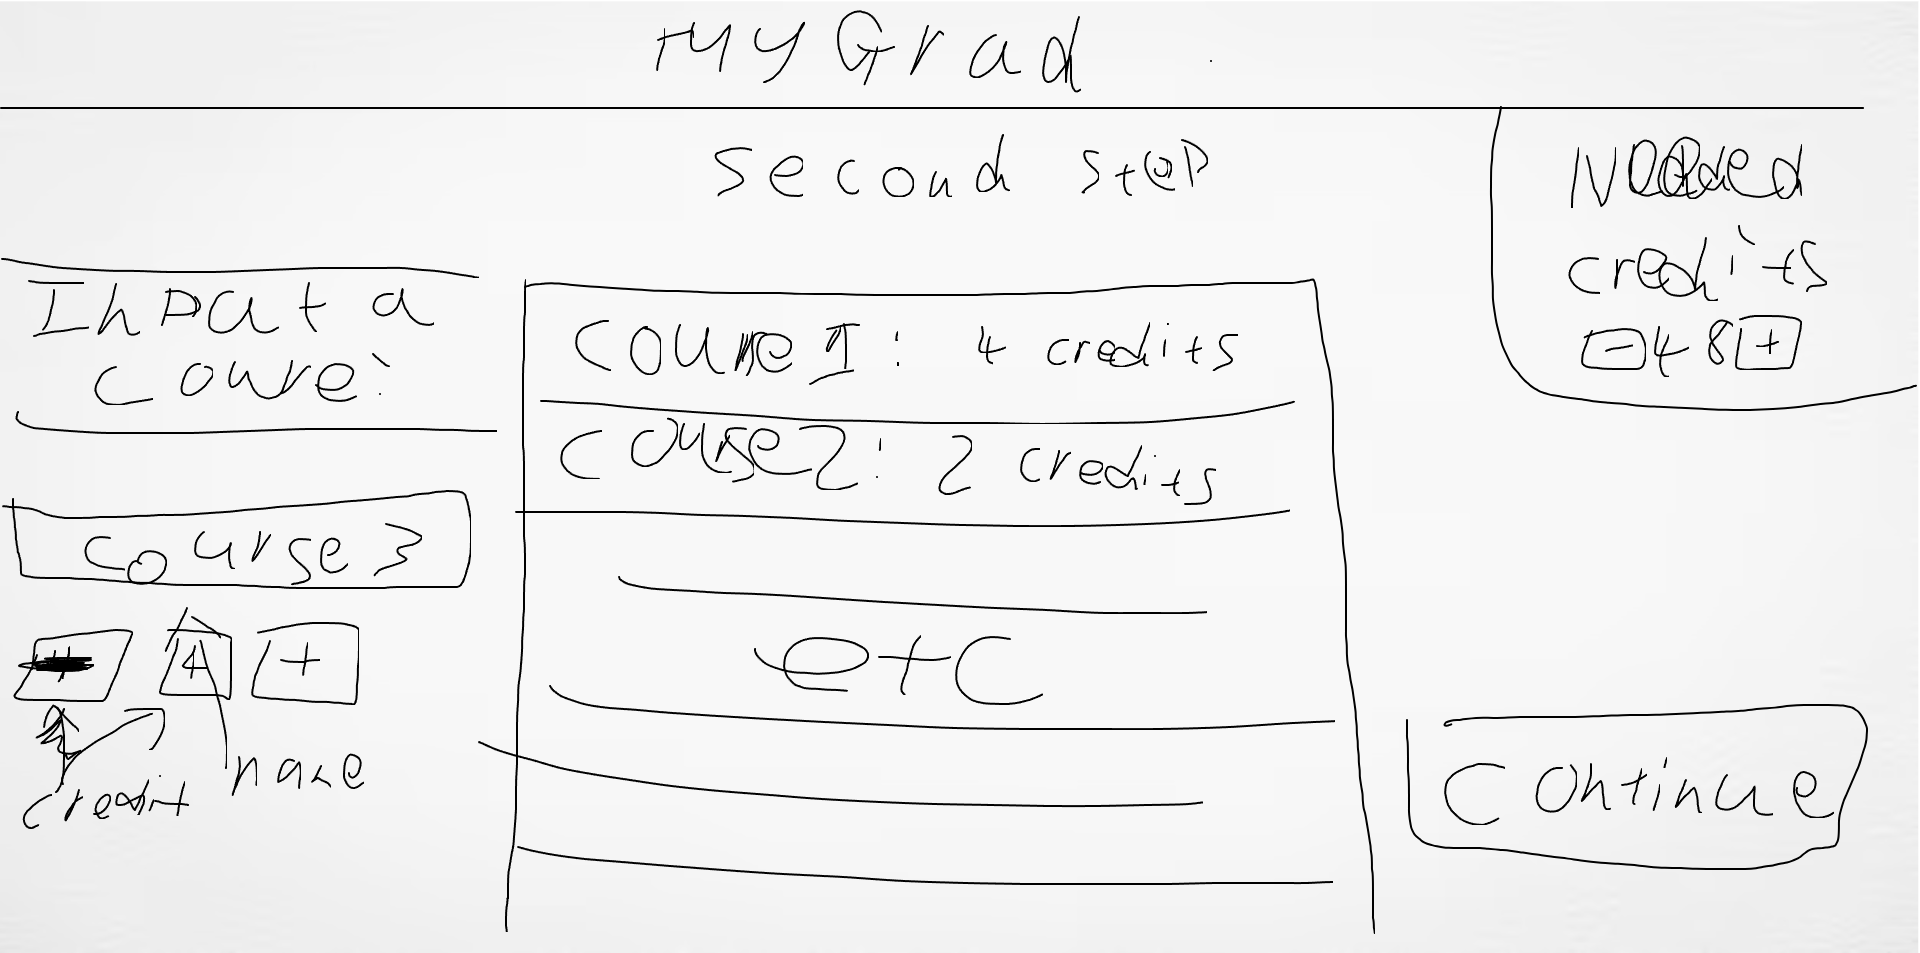 MyGrad
second step
Needed
credits
- 48 +
Input a
course:
course 1: 4 credits
course 2: 2 credits
course 3
4 +
etc
name
credit
continue